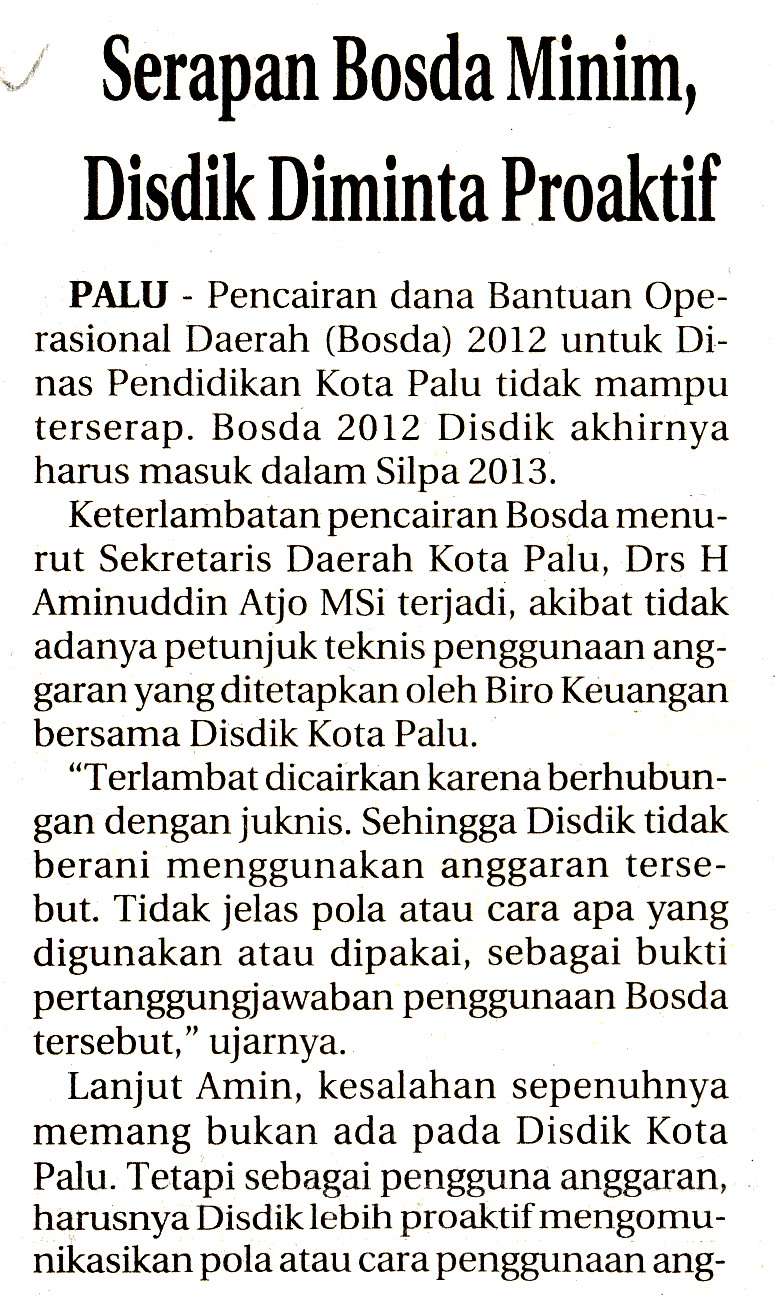 Serapan Bosda Minim,
Disdik Diminta Proaktif
PALU - Pencairan dana Bantuan Ope-
rasional Daerah (Bosda) 2012 untuk Di-
nas Pendidikan Kota Palu tidak mampu
terserap. Bosda 2012 Disdik akhirnya
harus masuk dalam Silpa 2013.
Keterlambatan pencairan Bosda menu-
rut Sekretaris Daerah Kota Palu, Drs H
Aminuddin Atjo MSi terjadi, akibat tidak
adanya petunjuk teknis penggunaan ang-
garan yang ditetapkan oleh Biro Keuangan
bersama Disdik Kota Palu.
“Terlambat dicairkan karena berhubun-
gan dengan juknis. Sehingga Disdik tidak
berani menggunakan anggaran terse-
but. Tidak jelas pola atau cara apa yang
digunakan atau dipakai, sebagai bukti
pertanggungjawaban penggunaan Bosda
tersebut,” ujarnya.
Lanjut Amin, kesalahan sepenuhnya
memang bukan ada pada Disdik Kota
Palu. Tetapi sebagai pengguna anggaran,
harusnya Disdik lebih proaktif mengomu-
nikasikan pola atau cara penggunaan ang-